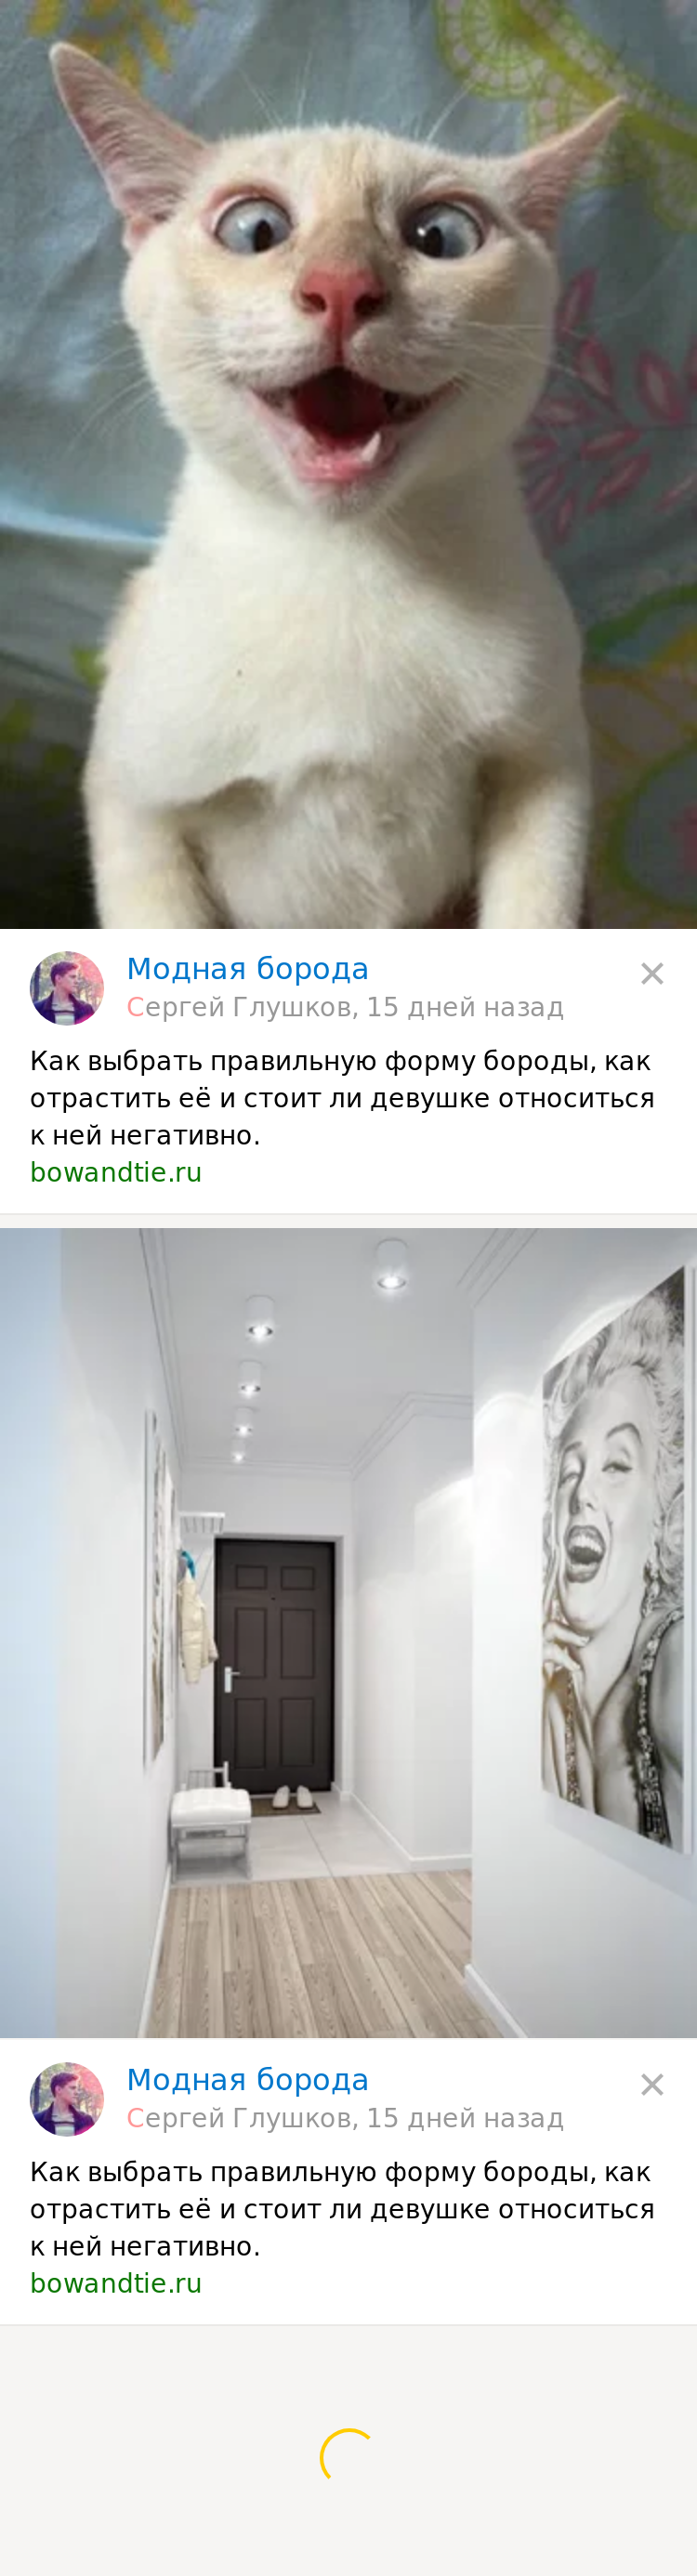 Модная борода
Сергей Глушков, 15 дней назад
Как выбрать правильную форму бороды, как
отрастить её и стоит ли девушке относиться
к ней негативно.
bowandtie.ru
Модная борода
Сергей Глушков, 15 дней назад
Как выбрать правильную форму бороды, как
отрастить её и стоит ли девушке относиться
к ней негативно.
bowandtie.ru